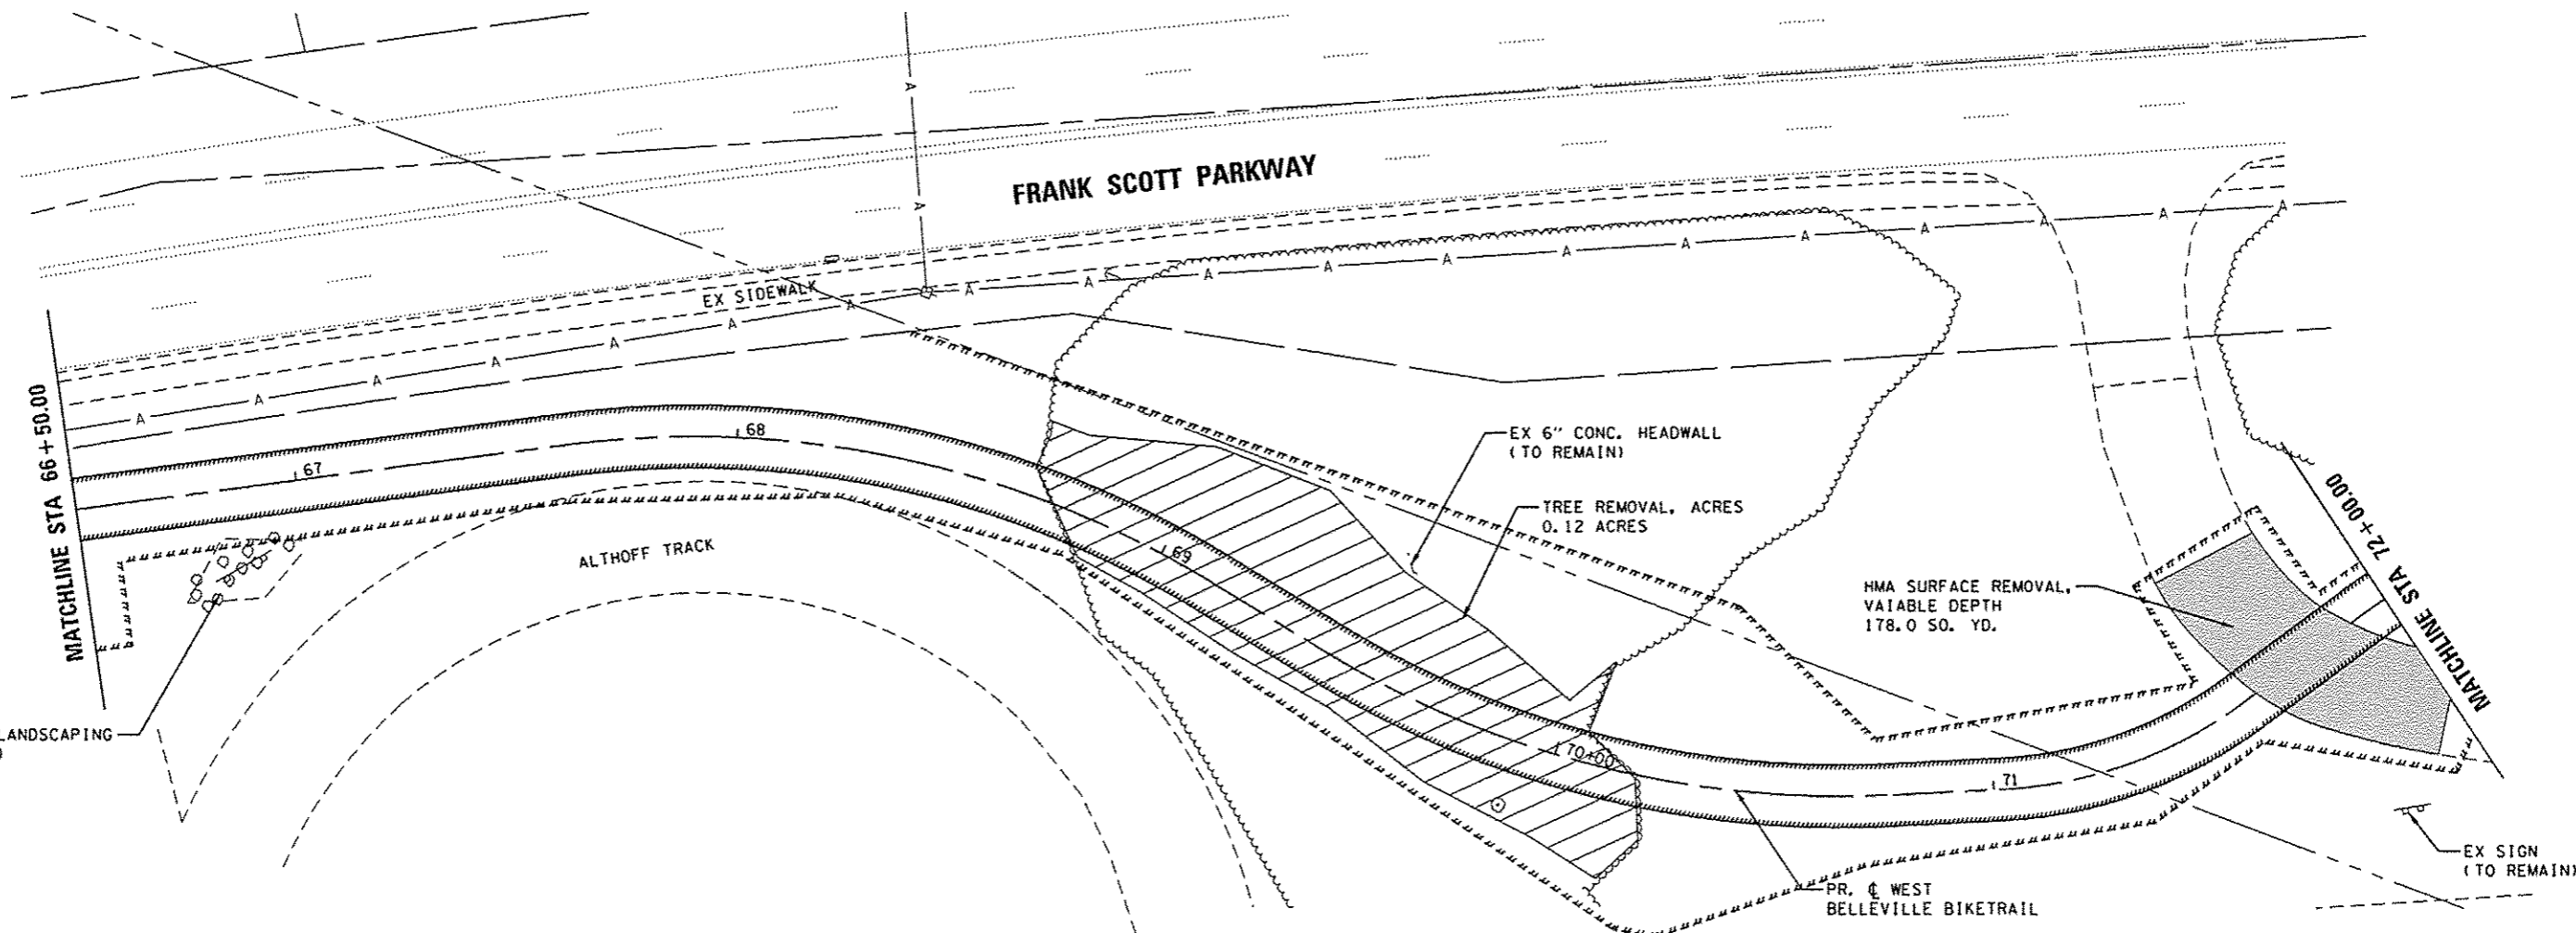 FRANK SCOTT PARKWAY
A
A
EX SIDEWALK
A A A A A A A
A A A A A A A A A A A A
MATCHLINE STA 66+50.00
67
68
69
70+00
71
ALTHOFF TRACK
EX 6" CONC. HEADWALL
(TO REMAIN)
TREE REMOVAL, ACRES
0.12 ACRES
HMA SURFACE REMOVAL,
VAIABLE DEPTH
178.0 SQ. YD.
MATCHLINE STA 72+00.00
LANDSCAPING
)
EX SIGN
(TO REMAIN)
PR. ℄ WEST
BELLEVILLE BIKETRAIL